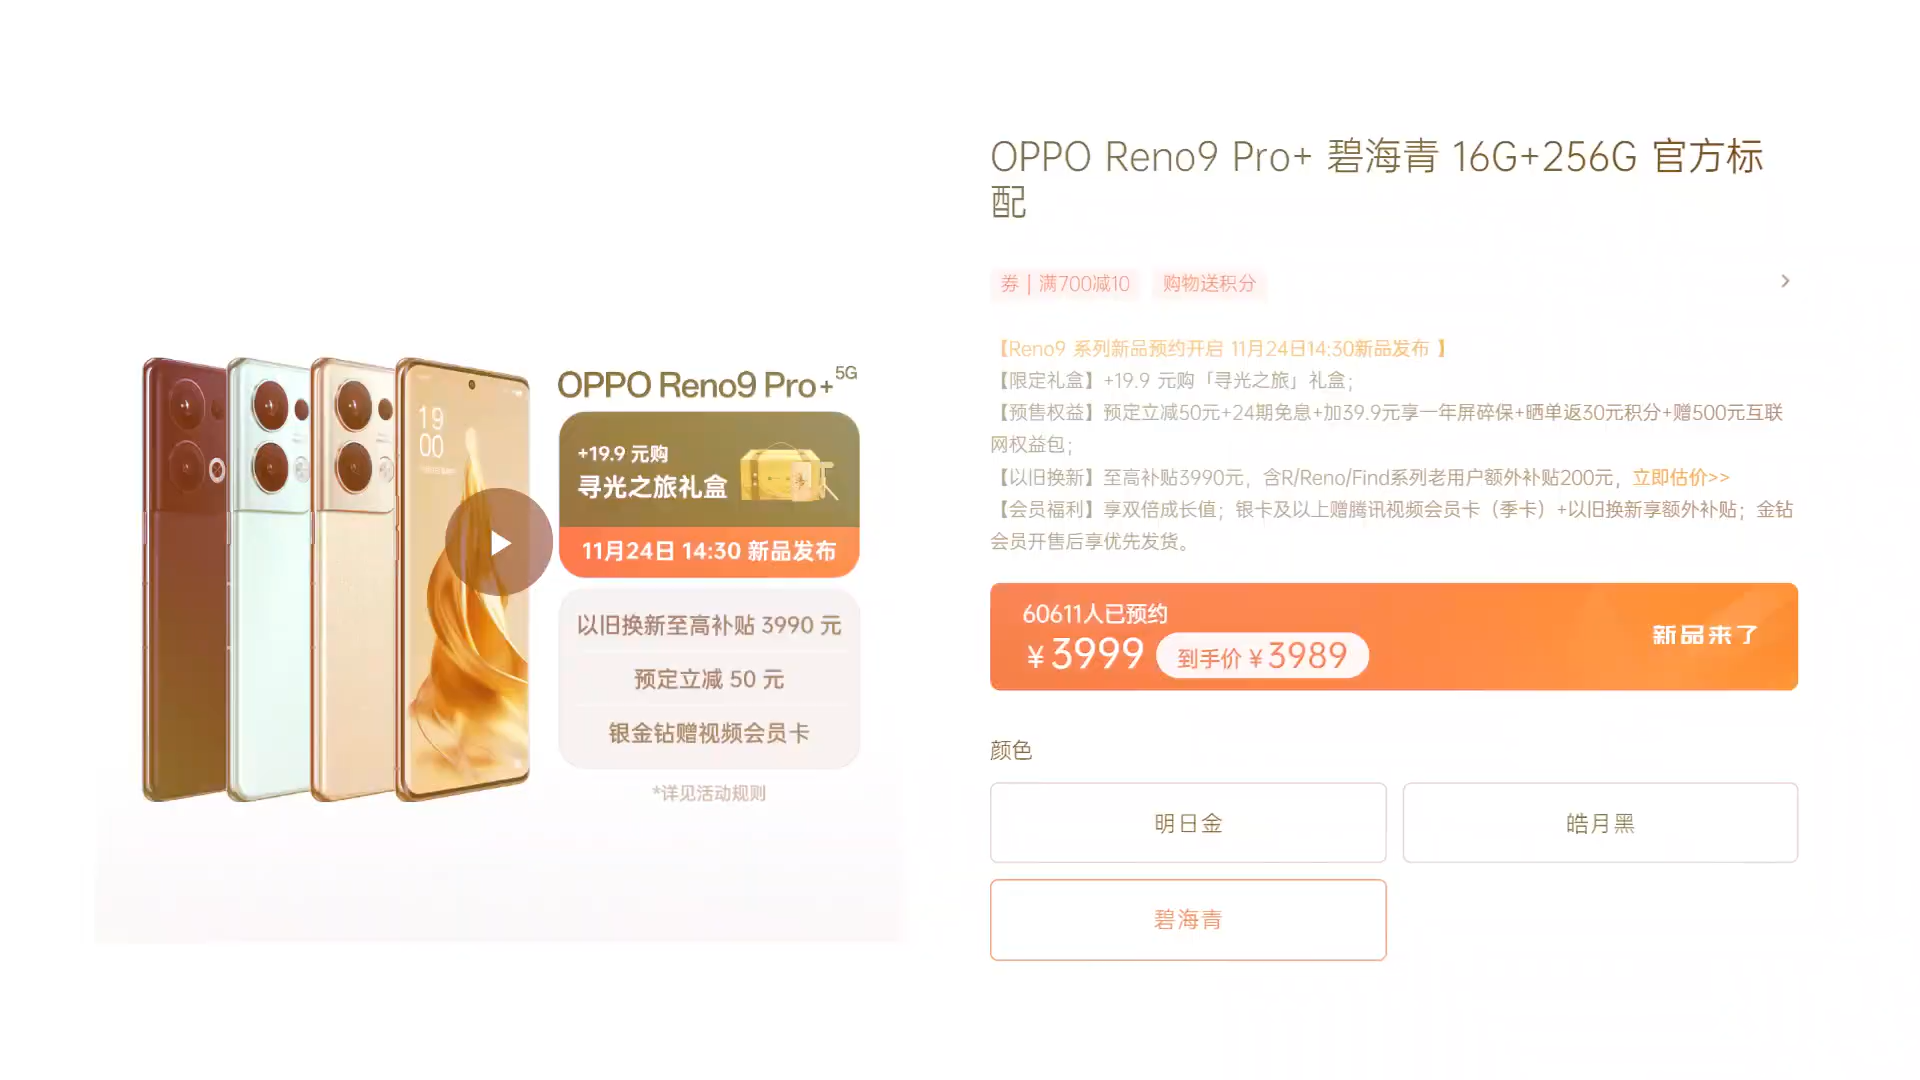 OPPO Reno9 Pro+ 碧海青 16G+256G 官方标
配
券 | 满700减10 购物送积分
【Reno9 系列新品预约开启 11月24日14:30新品发布 】
【限定礼盒】+19.9 元购「寻光之旅」礼盒；
【预售权益】预定立减50元+24期免息+加39.9元享一年屏碎保+晒单返30元积分+赠500元互联
网权益包；
【以旧换新】至高补贴3990元，含R/Reno/Find系列老用户额外补贴200元，立即估价>>
【会员福利】享双倍成长值；银卡及以上赠腾讯视频会员卡（季卡）+以旧换新享额外补贴；金钻
会员开售后享优先发货。
60611人已预约
¥3999 到手价 ¥3989
新品来了
颜色
明日金
皓月黑
碧海青
19
00
OPPO Reno9 Pro+ 5G
+19.9 元购
寻光之旅礼盒
11月24日 14:30 新品发布
以旧换新至高补贴 3990 元
预定立减 50 元
银金钻赠视频会员卡
*详见活动规则